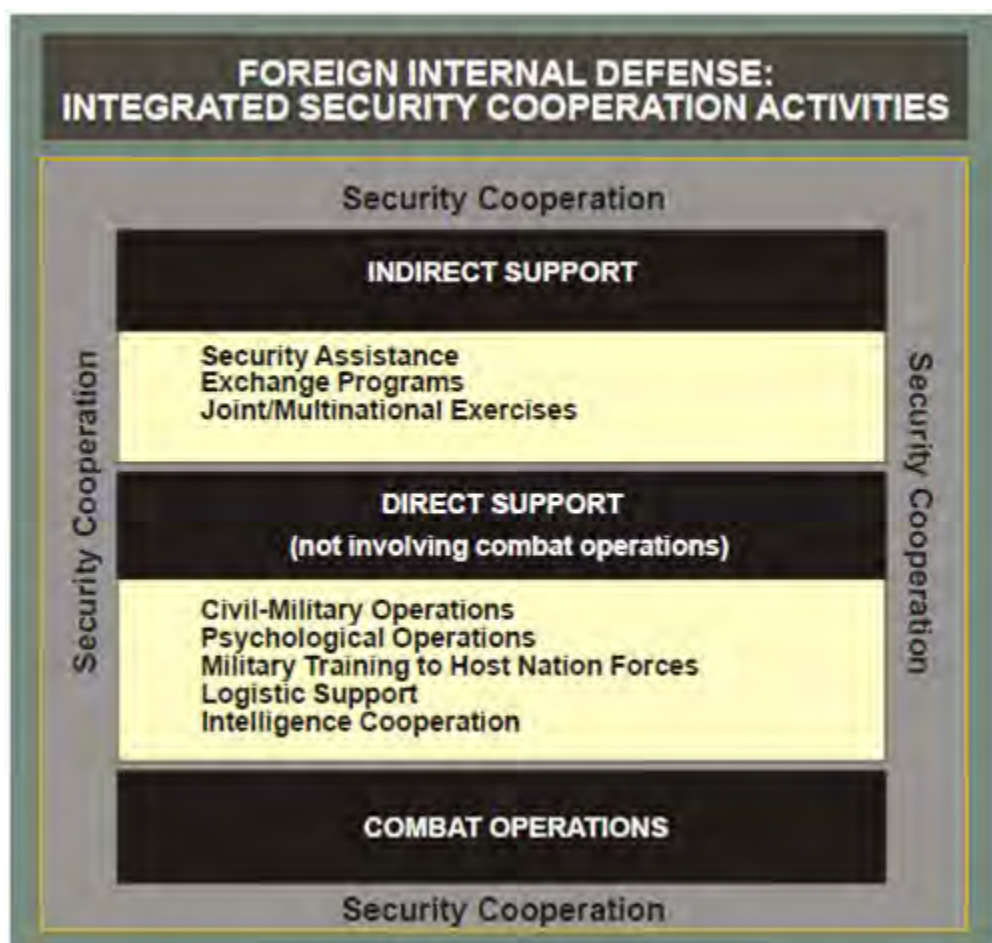 FOREIGN INTERNAL DEFENSE:
INTEGRATED SECURITY COOPERATION ACTIVITIES
Security Cooperation
INDIRECT SUPPORT
Security Assistance
Exchange Programs
Joint/Multinational Exercises
Security Cooperation
Security Cooperation
DIRECT SUPPORT
(not involving combat operations)
Civil-Military Operations
Psychological Operations
Military Training to Host Nation Forces
Logistic Support
Intelligence Cooperation
COMBAT OPERATIONS
Security Cooperation